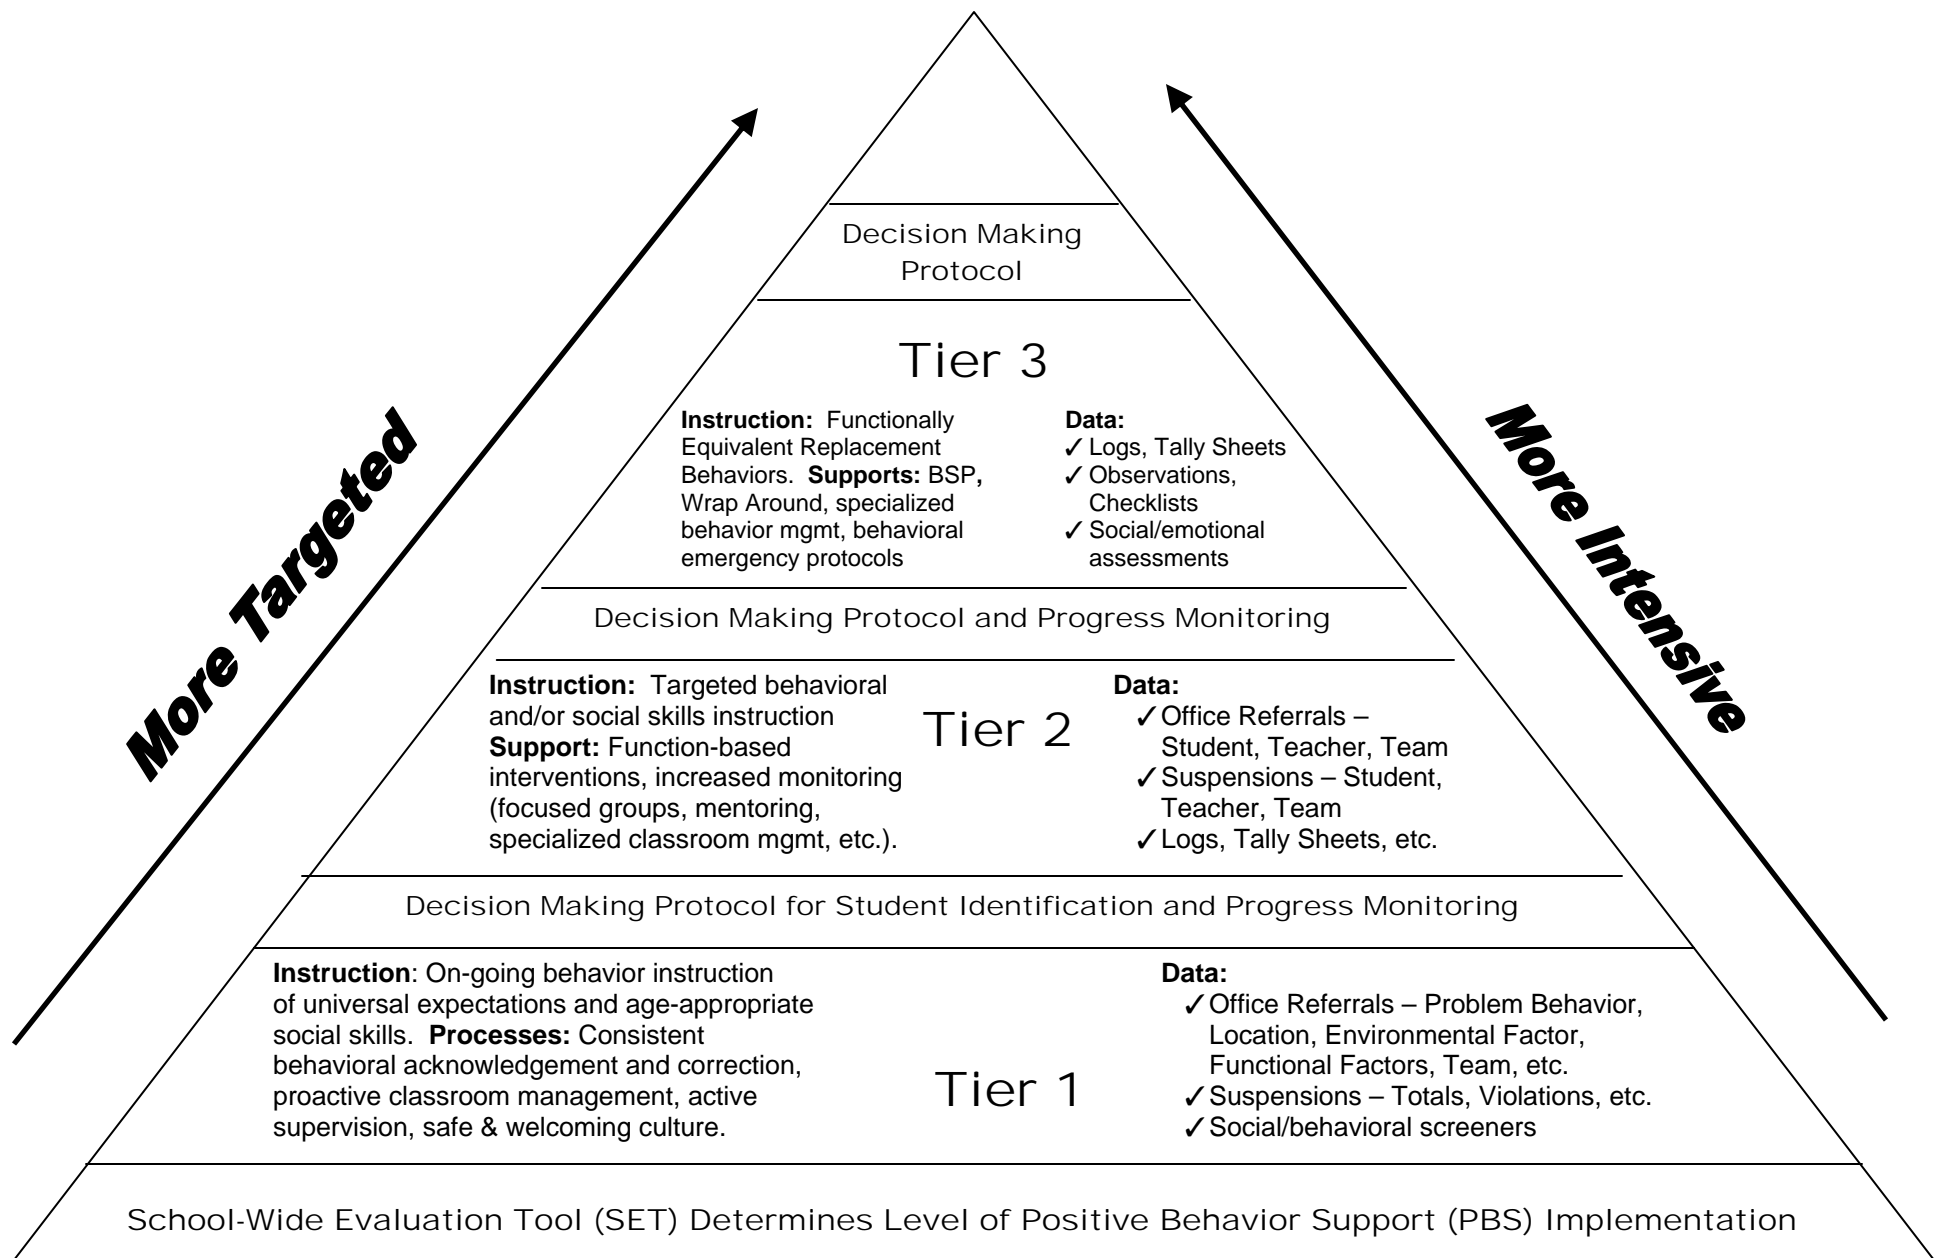 Decision Making
Protocol
More Targeted
More Intensive
Tier 3
Instruction:  Functionally
Equivalent Replacement
Behaviors.  Supports: BSP,
Wrap Around, specialized
behavior mgmt, behavioral
emergency protocols
Data:
✓ Logs, Tally Sheets
✓ Observations,
Checklists
✓ Social/emotional
assessments
Decision Making Protocol and Progress Monitoring
Instruction:  Targeted behavioral
and/or social skills instruction
Support: Function-based
interventions, increased monitoring
(focused groups, mentoring,
specialized classroom mgmt, etc.).
Tier 2
Data:
✓ Office Referrals –
Student, Teacher, Team
✓ Suspensions – Student,
Teacher, Team
✓ Logs, Tally Sheets, etc.
Decision Making Protocol for Student Identification and Progress Monitoring
Instruction: On-going behavior instruction
of universal expectations and age-appropriate
social skills.  Processes: Consistent
behavioral acknowledgement and correction,
proactive classroom management, active
supervision, safe & welcoming culture.
Tier 1
Data:
✓ Office Referrals – Problem Behavior,
Location, Environmental Factor,
Functional Factors, Team, etc.
✓ Suspensions – Totals, Violations, etc.
✓ Social/behavioral screeners
School-Wide Evaluation Tool (SET) Determines Level of Positive Behavior Support (PBS) Implementation